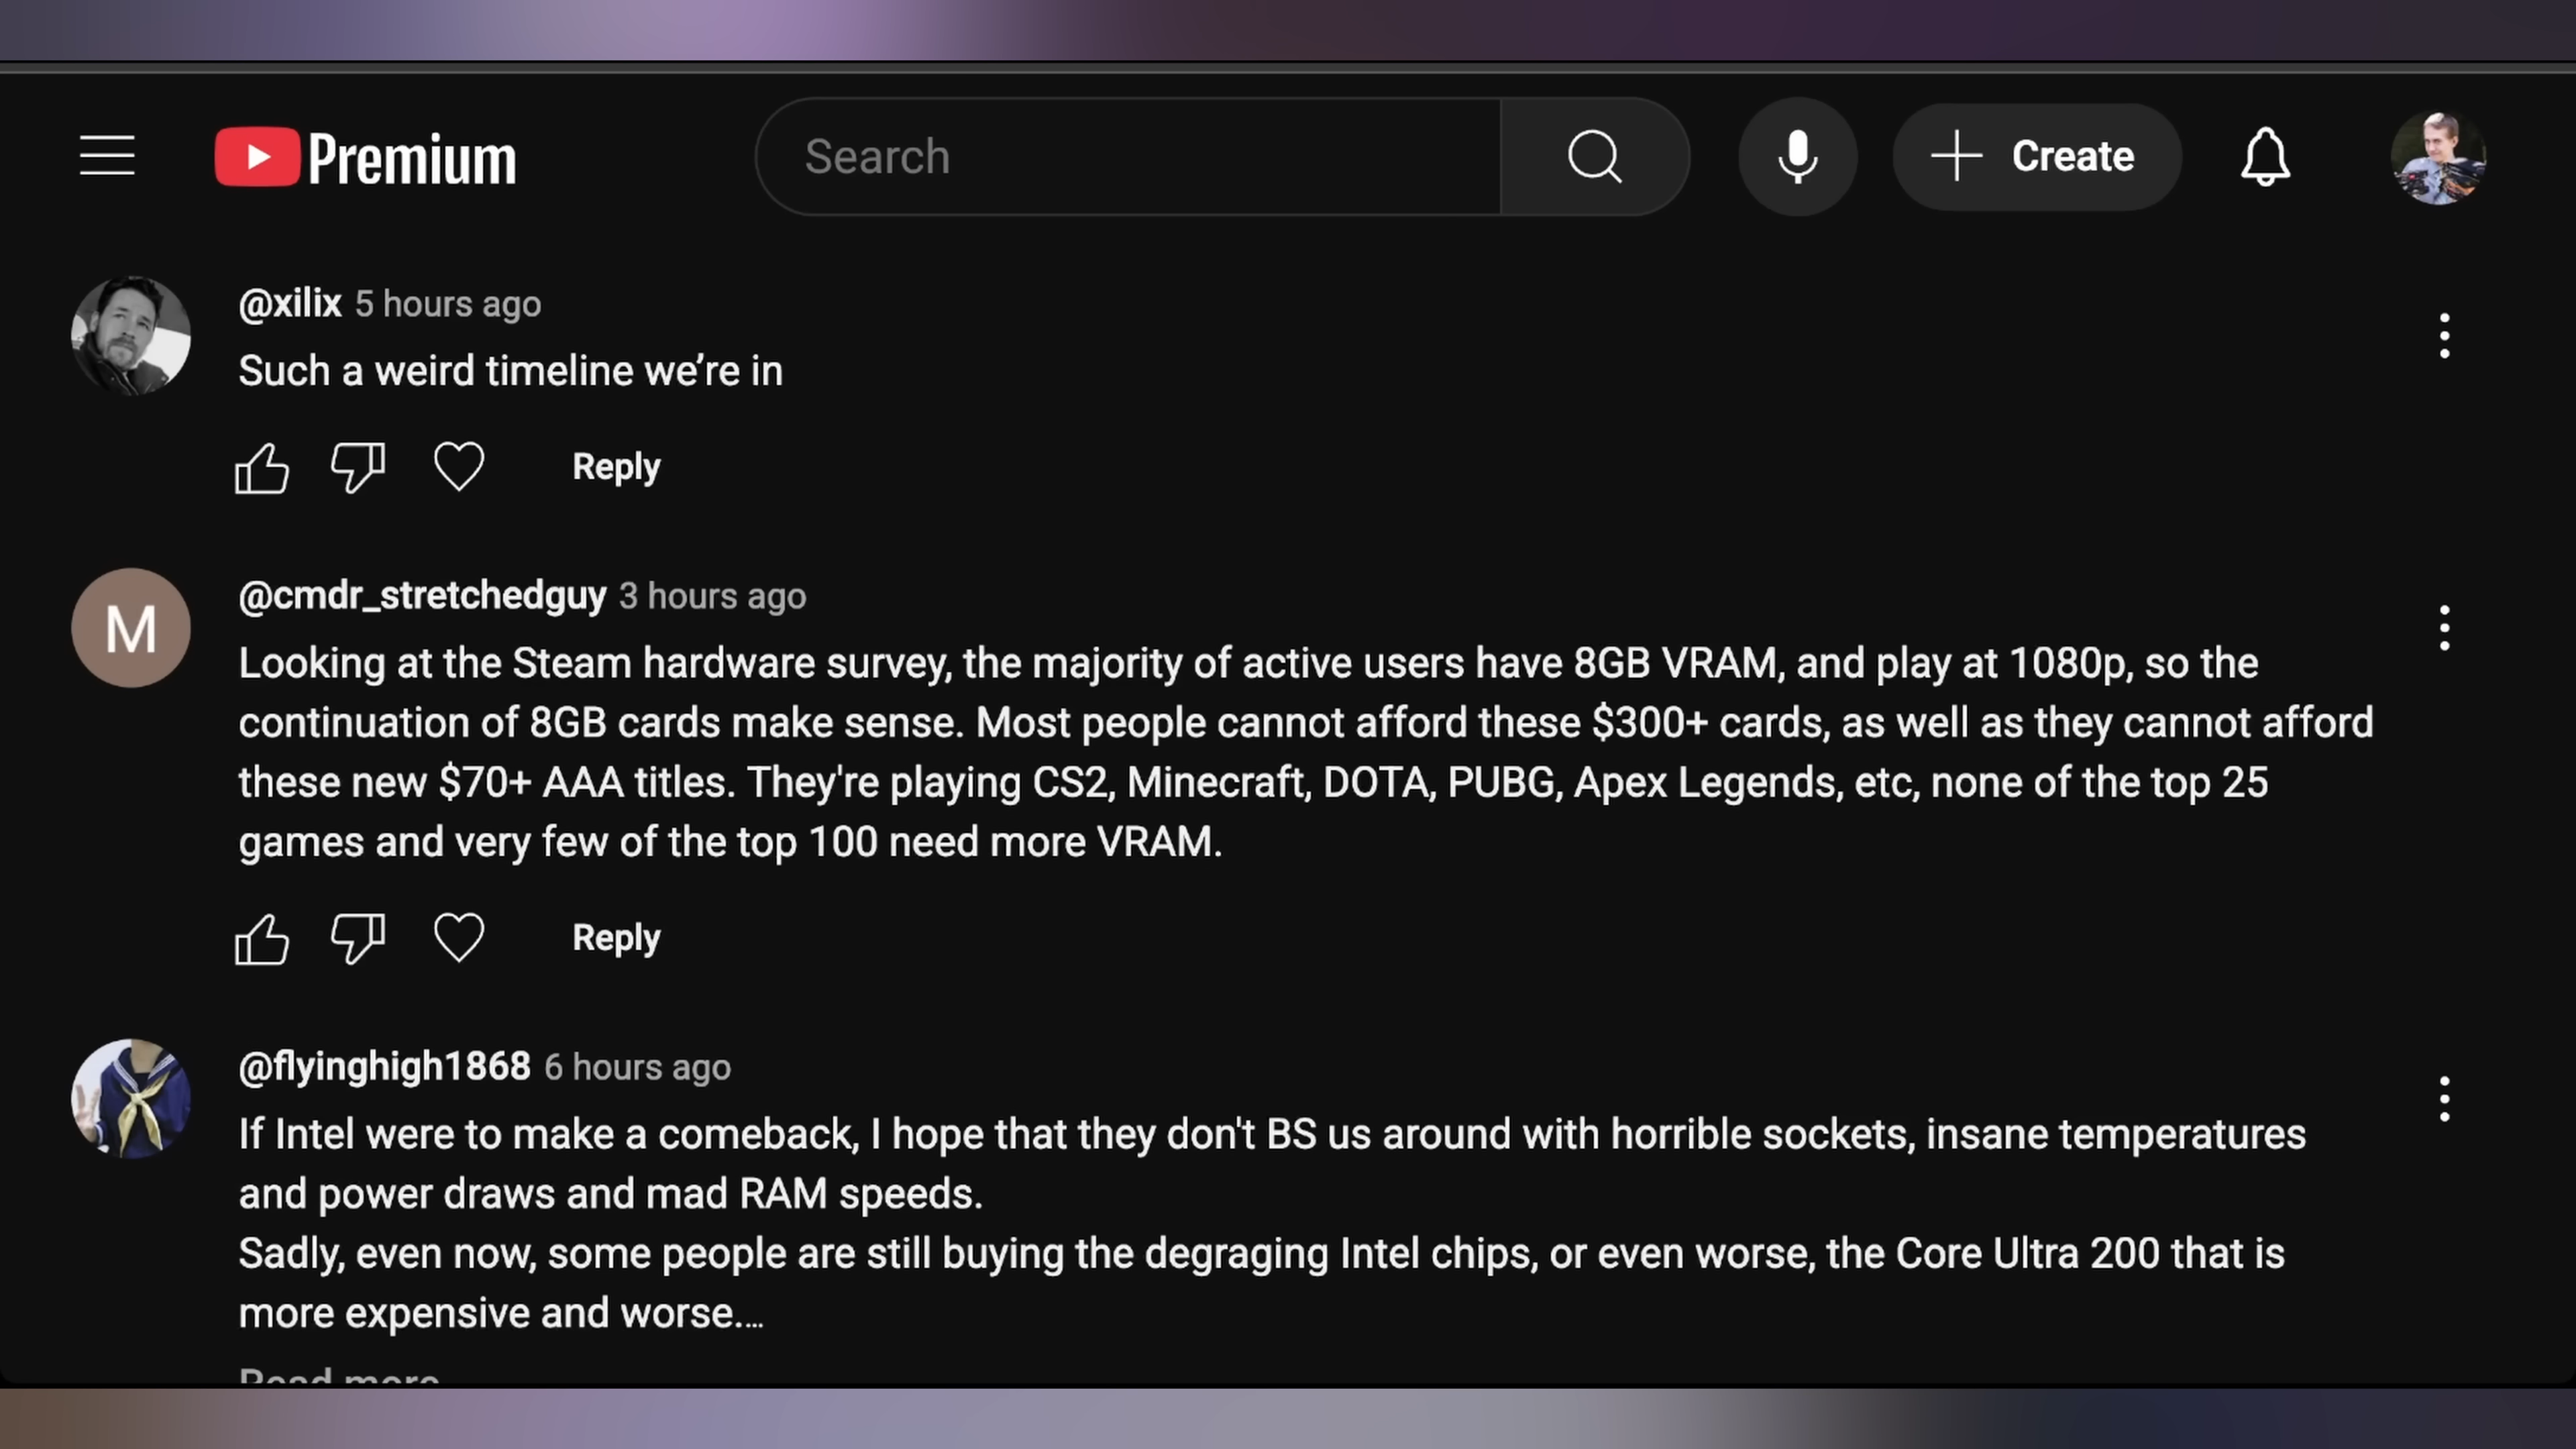 Premium
Search
Create
@xilix 5 hours ago
Such a weird timeline we’re in
Reply
M
@cmdr_stretchedguy 3 hours ago
Looking at the Steam hardware survey, the majority of active users have 8GB VRAM, and play at 1080p, so the
continuation of 8GB cards make sense. Most people cannot afford these $300+ cards, as well as they cannot afford
these new $70+ AAA titles. They're playing CS2, Minecraft, DOTA, PUBG, Apex Legends, etc, none of the top 25
games and very few of the top 100 need more VRAM.
Reply
@flyinghigh1868 6 hours ago
If Intel were to make a comeback, I hope that they don't BS us around with horrible sockets, insane temperatures
and power draws and mad RAM speeds.
Sadly, even now, some people are still buying the degraging Intel chips, or even worse, the Core Ultra 200 that is
more expensive and worse.…
Read more